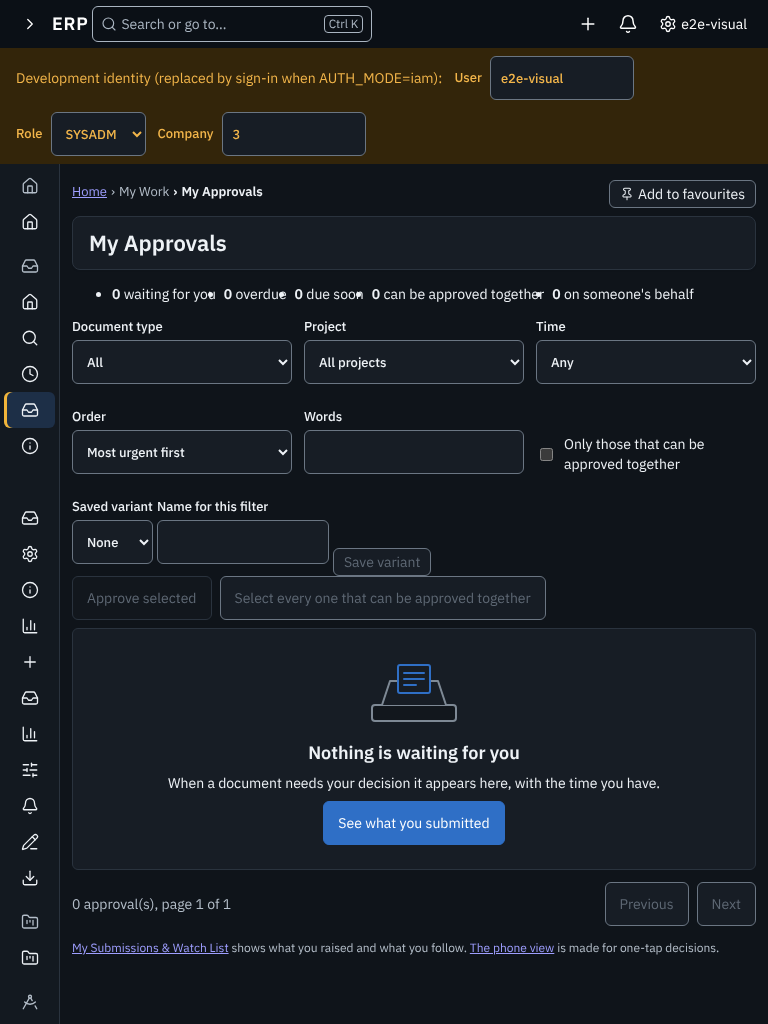 ERP
Search or go to...
Ctrl K
e2e-visual
Development identity (replaced by sign-in when AUTH_MODE=iam):
User
e2e-visual
Role
SYSADM
Company
3
Home › My Work › My Approvals
Add to favourites
My Approvals
• 0 waiting for you • 0 overdue • 0 due soon • 0 can be approved together • 0 on someone's behalf
Document type
Project
Time
All
All projects
Any
Order
Words
Most urgent first
Only those that can be
approved together
Saved variant
Name for this filter
None
Save variant
Approve selected
Select every one that can be approved together
Nothing is waiting for you
When a document needs your decision it appears here, with the time you have.
See what you submitted
0 approval(s), page 1 of 1
Previous
Next
My Submissions & Watch List shows what you raised and what you follow. The phone view is made for one-tap decisions.